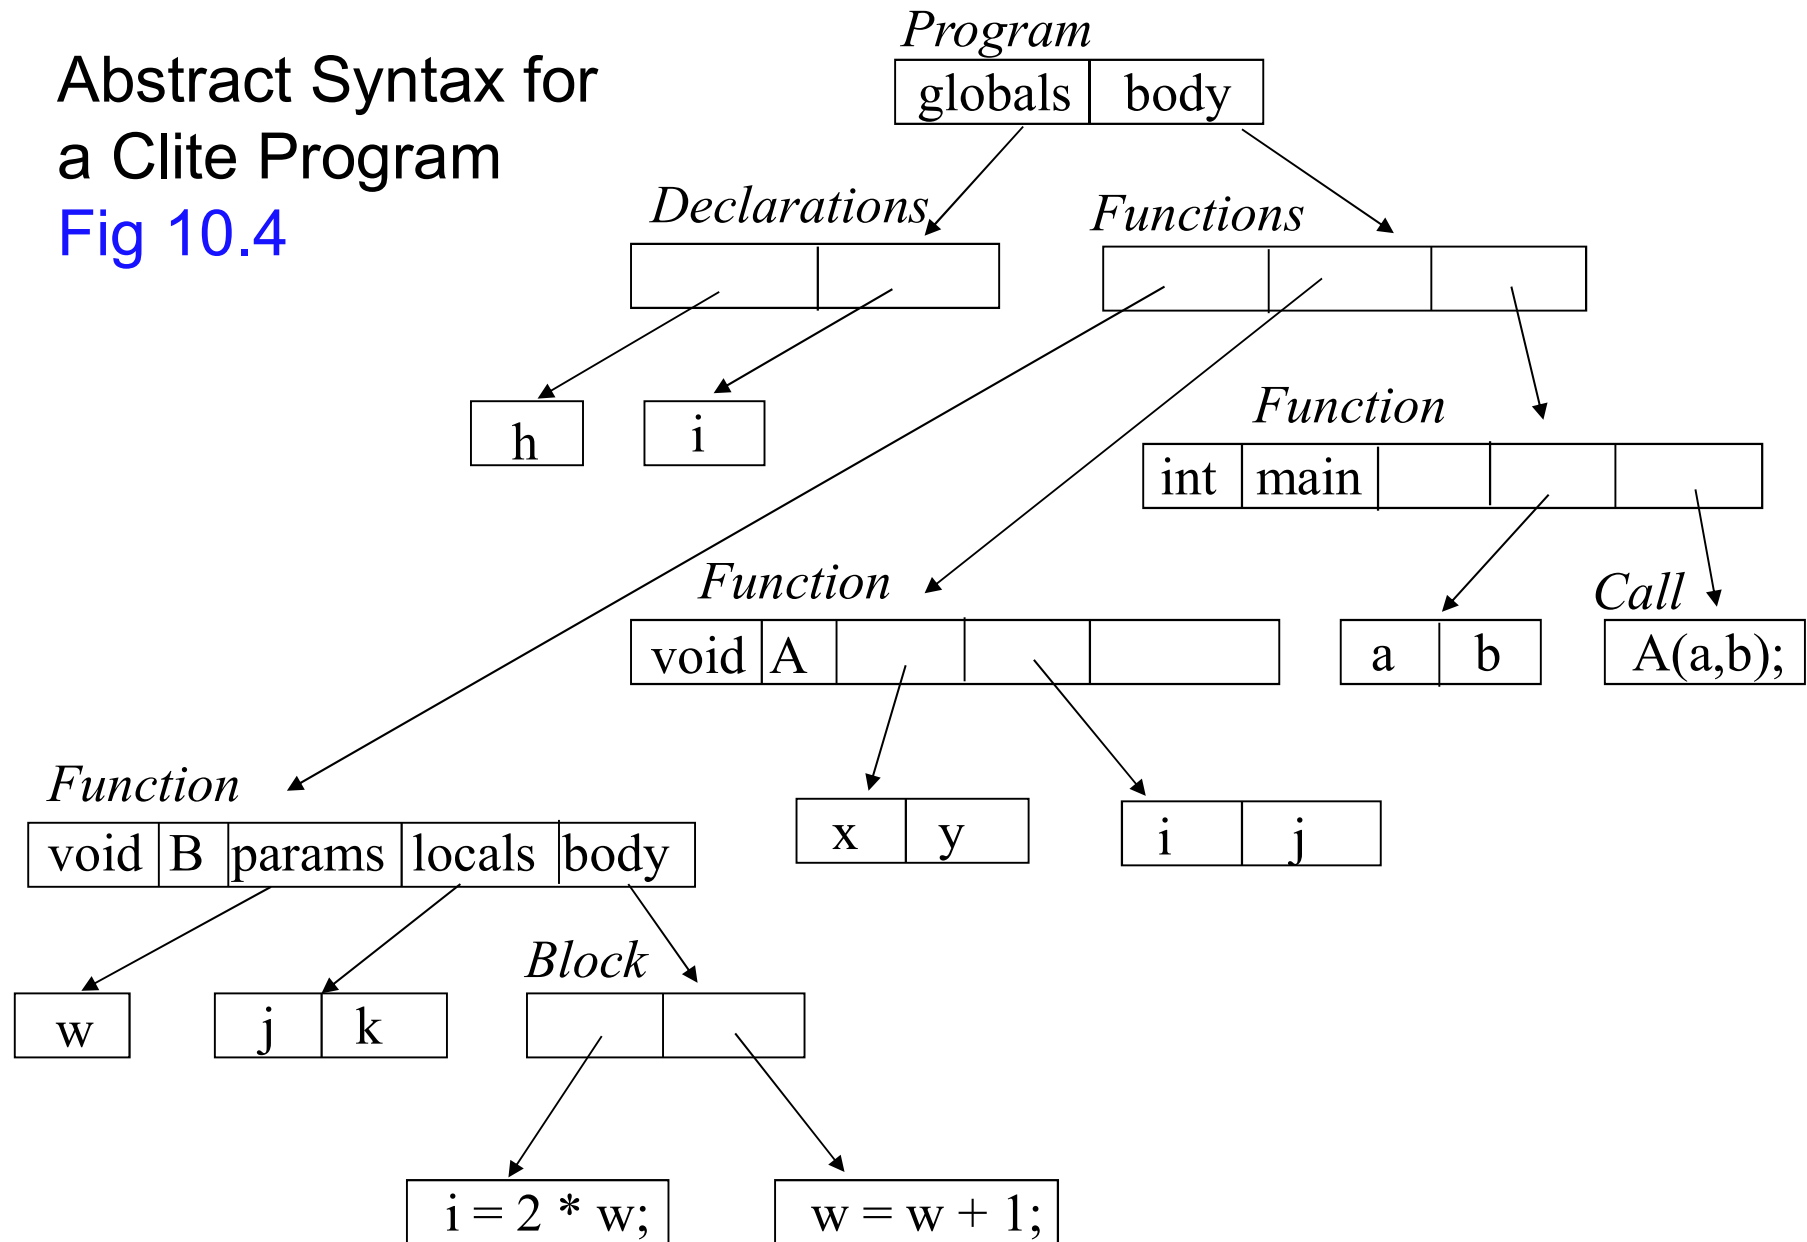 Abstract Syntax for
a Clite Program
Fig 10.4
Program
globals body
Declarations
Functions
h
i
Function
int main
a b
Call
A(a,b);
Function
void A
x y
i j
Function
void B params locals body
w
j k
Block
i = 2 * w;
w = w + 1;